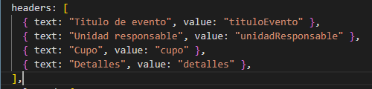 headers: [
{ text: "Titulo de evento", value: "tituloEvento" },
{ text: "Unidad responsable", value: "unidadResponsable" },
{ text: "Cupo", value: "cupo" },
{ text: "Detalles", value: "detalles" },
],